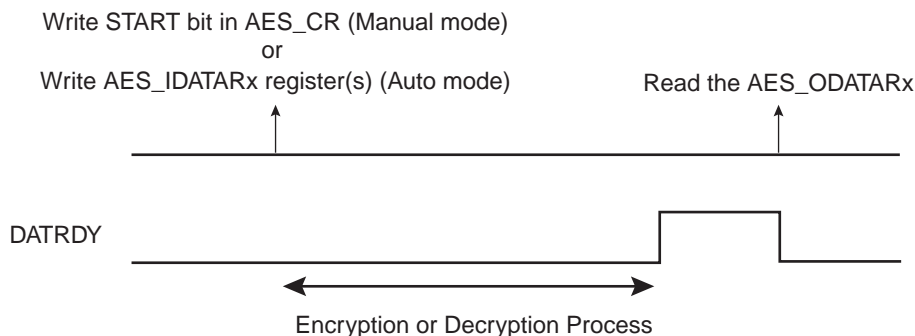 Write START bit in AES_CR (Manual mode)
or
Write AES_IDATARx register(s) (Auto mode)
Read the AES_ODATARx
DATRDY
Encryption or Decryption Process